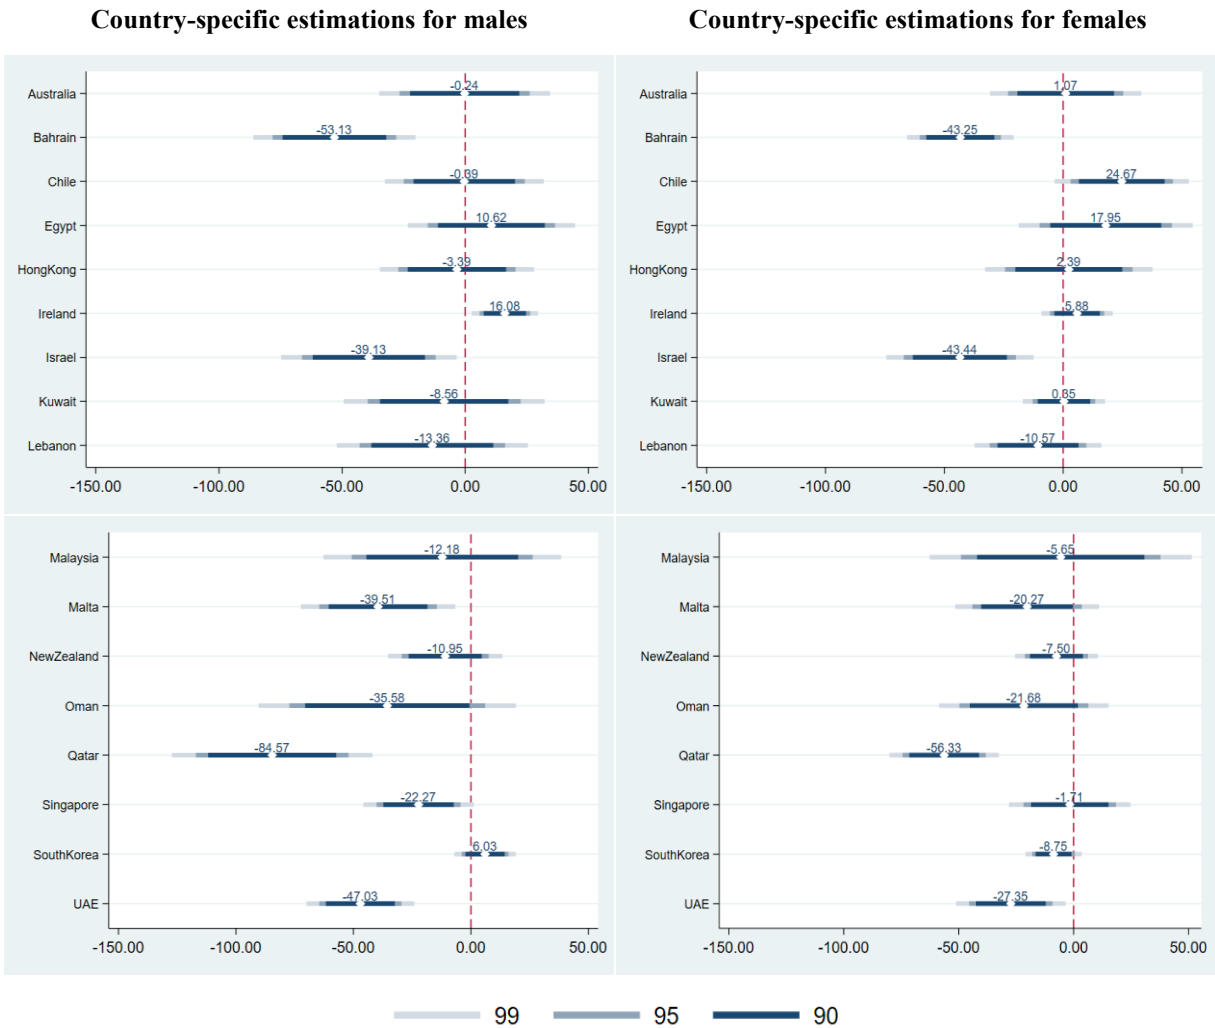 Country-specific estimations for males
Country-specific estimations for females
Australia -0.24
Bahrain -53.13
Chile -0.39
Egypt 10.62
HongKong -3.39
Ireland 16.08
Israel -39.13
Kuwait -8.56
Lebanon -13.36
-150.00 -100.00 -50.00 0.00 50.00
Australia 1.07
Bahrain -43.25
Chile 24.67
Egypt 17.95
HongKong 2.39
Ireland 5.88
Israel -43.44
Kuwait 0.35
Lebanon -10.57
-150.00 -100.00 -50.00 0.00 50.00
Malaysia -12.18
Malta -39.51
NewZealand -10.95
Oman -35.58
Qatar -84.57
Singapore -22.27
SouthKorea 6.03
UAE -47.03
-150.00 -100.00 -50.00 0.00 50.00
Malaysia -5.65
Malta -20.27
NewZealand -7.50
Oman -21.68
Qatar -56.33
Singapore -1.71
SouthKorea -8.75
UAE -27.35
-150.00 -100.00 -50.00 0.00 50.00
99 95 90